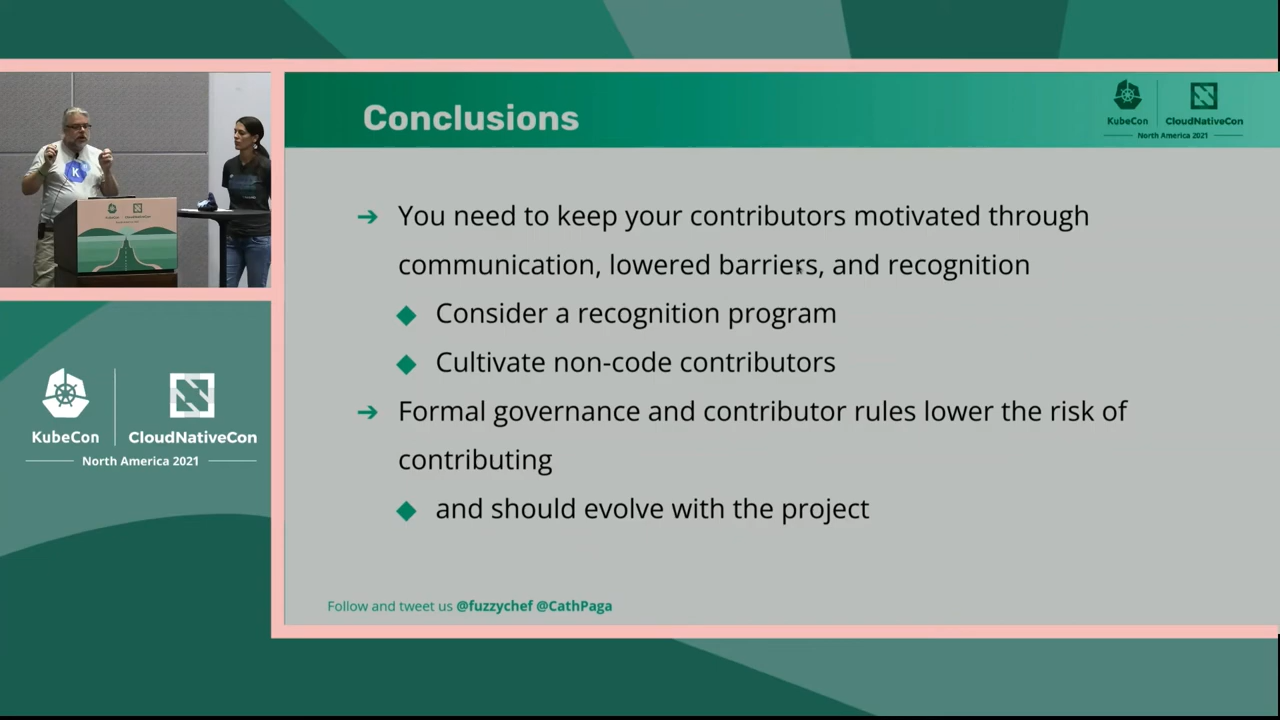 Conclusions
KubeCon
CloudNativeCon
North America 2021
You need to keep your contributors motivated through
communication, lowered barriers, and recognition
Consider a recognition program
Cultivate non-code contributors
Formal governance and contributor rules lower the risk of
contributing
and should evolve with the project
Follow and tweet us @fuzzychef @CathPaga
K
KubeCon
CloudNativeCon
North America 2021